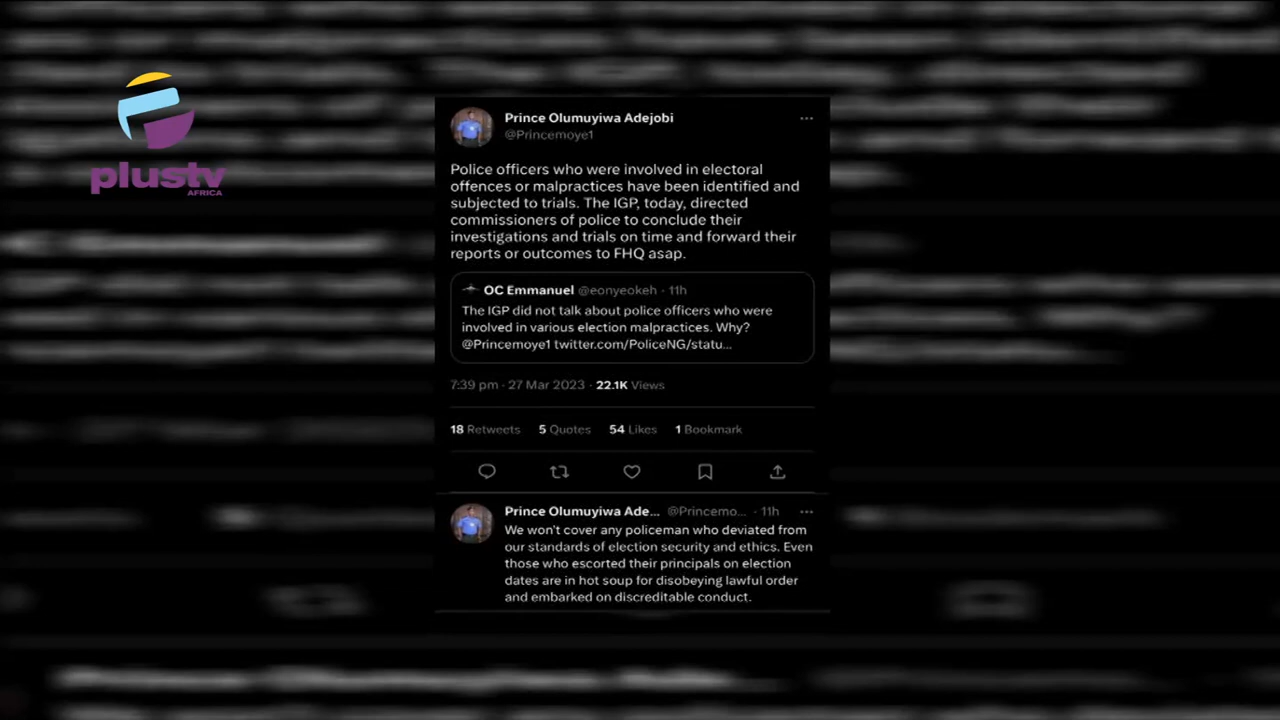 plustv
AFRICA
Prince Olumuyiwa Adejobi
@Princemoye1
Police officers who were involved in electoral
offences or malpractices have been identified and
subjected to trials. The IGP, today, directed
commissioners of police to conclude their
investigations and trials on time and forward their
reports or outcomes to FHQ asap.
OC Emmanuel @eonyeokeh · 11h
The IGP did not talk about police officers who were
involved in various election malpractices. Why?
@Princemoye1 twitter.com/PoliceNG/statu...
7:39 pm · 27 Mar 2023 · 22.1K Views
18 Retweets 5 Quotes 54 Likes 1 Bookmark
Prince Olumuyiwa Ade... @Princemo... · 11h
We won't cover any policeman who deviated from
our standards of election security and ethics. Even
those who escorted their principals on election
dates are in hot soup for disobeying lawful order
and embarked on discreditable conduct.